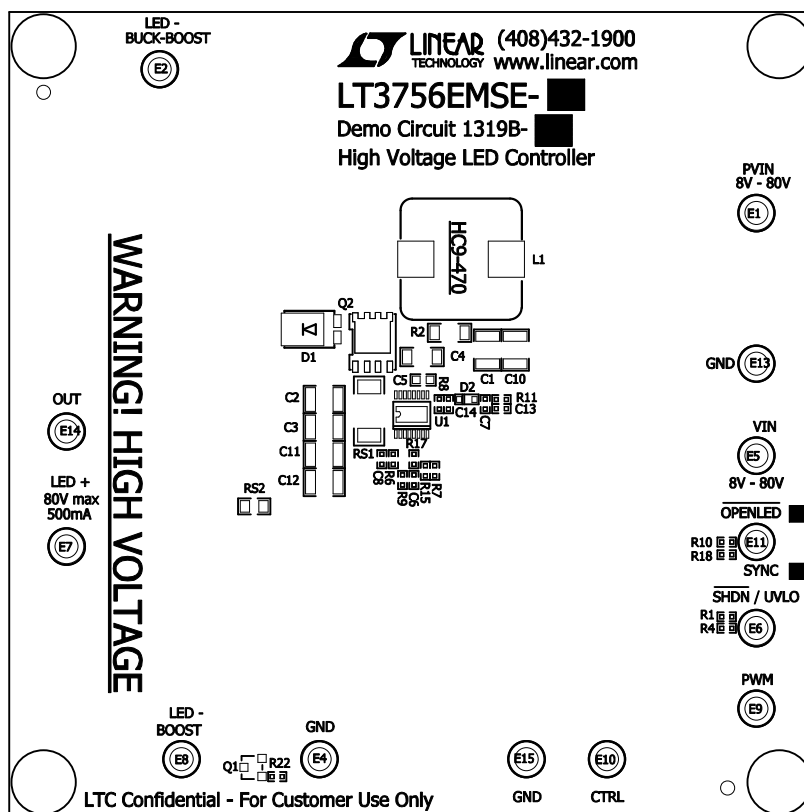 LED -
BUCK-BOOST
E2
LINEAR (408)432-1900
TECHNOLOGY www.linear.com
LT3756EMSE-
Demo Circuit 1319B-
High Voltage LED Controller
PVIN
8V - 80V
E1
HC9-470
L1
WARNING! HIGH VOLTAGE
Q2
D1
R2
C4
GND
E13
C5
R8
C1
C10
D2
C2
C3
C11
C12
RS1
U1
C14
C7
R11
C13
R17
C8
R6
R9
C6
R15
R7
RS2
OUT
E14
LED +
80V max
500mA
E7
VIN
E5
8V - 80V
OPENLED
E11
R10
R18
SYNC
SHDN / UVLO
R1
R4
E6
PWM
E9
LED -
BOOST
E8
Q1
R22
GND
E4
E15
GND
E10
CTRL
LTC Confidential - For Customer Use Only